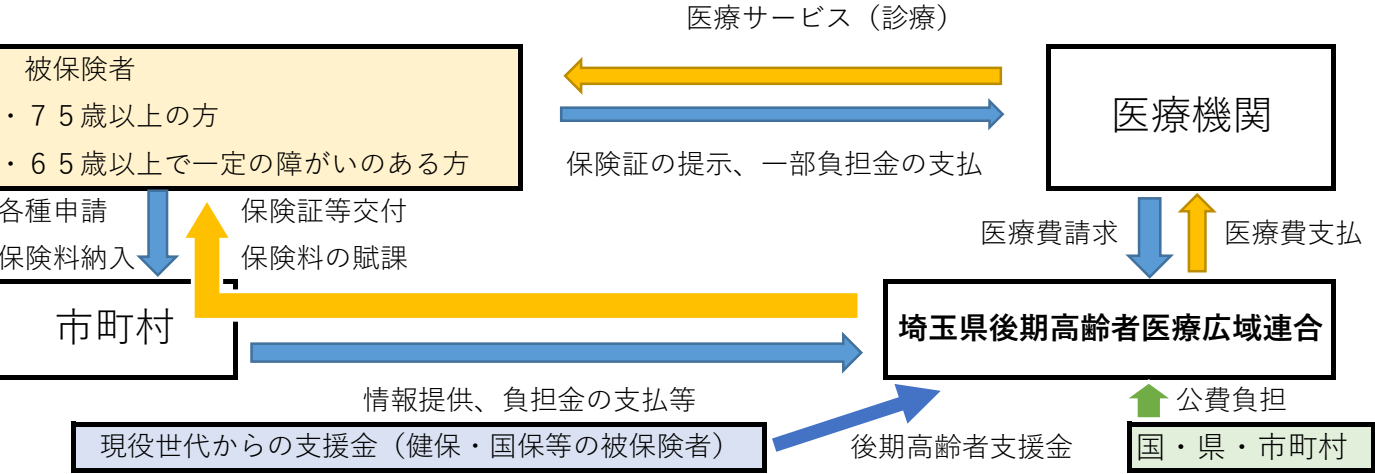 医療サービス（診療）
被保険者
・７５歳以上の方
・６５歳以上で一定の障がいのある方
医療機関
保険証の提示、一部負担金の支払
各種申請
保険料納入
保険証等交付
保険料の賦課
医療費請求
医療費支払
市町村
埼玉県後期高齢者医療広域連合
情報提供、負担金の支払等
公費負担
現役世代からの支援金（健保・国保等の被保険者）
後期高齢者支援金
国・県・市町村